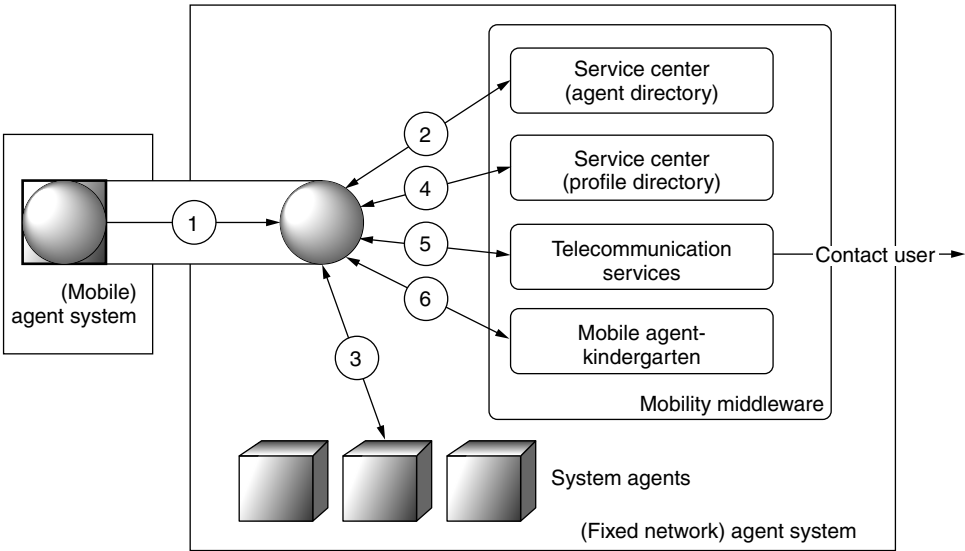 Service center
(agent directory)
2
Service center
(profile directory)
4
1
5
Telecommunication
services
Contact user
6
(Mobile)
agent system
Mobile agent-
kindergarten
3
Mobility middleware
System agents
(Fixed network) agent system